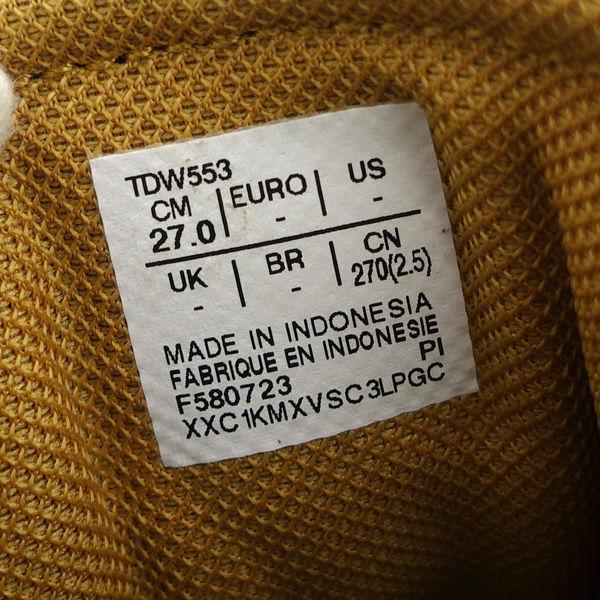 TDW553
CM | EURO | US
27.0 - -
UK | BR | CN
- - 270(2.5)
MADE IN INDONESIA
FABRIQUE EN INDONESIE
F580723 PI
XXC1KMXVSC3LPGC